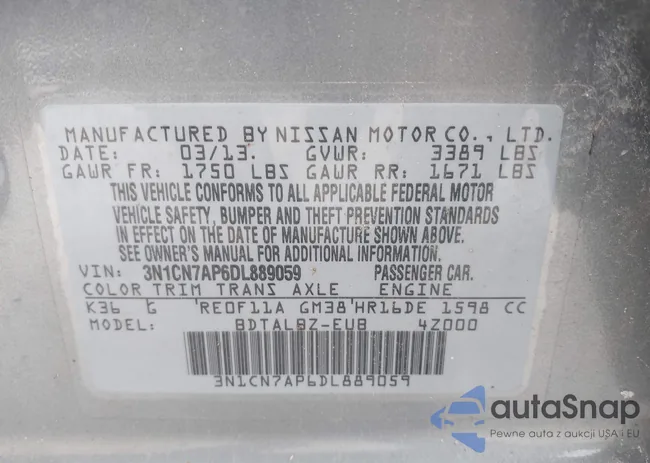 MANUFACTURED BY NISSAN MOTOR CO., LTD.
DATE: 03/13. GVWR: 3389 LBS
GAWR FR: 1750 LBS GAWR RR: 1671 LBS
THIS VEHICLE CONFORMS TO ALL APPLICABLE FEDERAL MOTOR
VEHICLE SAFETY, BUMPER AND THEFT PREVENTION STANDARDS
IN EFFECT ON THE DATE OF MANUFACTURE SHOWN ABOVE.
SEE OWNER'S MANUAL FOR ADDITIONAL INFORMATION.
VIN: 3N1CN7AP6DL889059 PASSENGER CAR.
COLOR TRIM TRANS AXLE ENGINE
K36 G 'RE0F11A GM38'HR16DE 1598 CC
MODEL: BDTALBZ-EUB 4Z000
3N1CN7AP6DL889059
autaSnap
Pewne auta z aukcji USA i EU